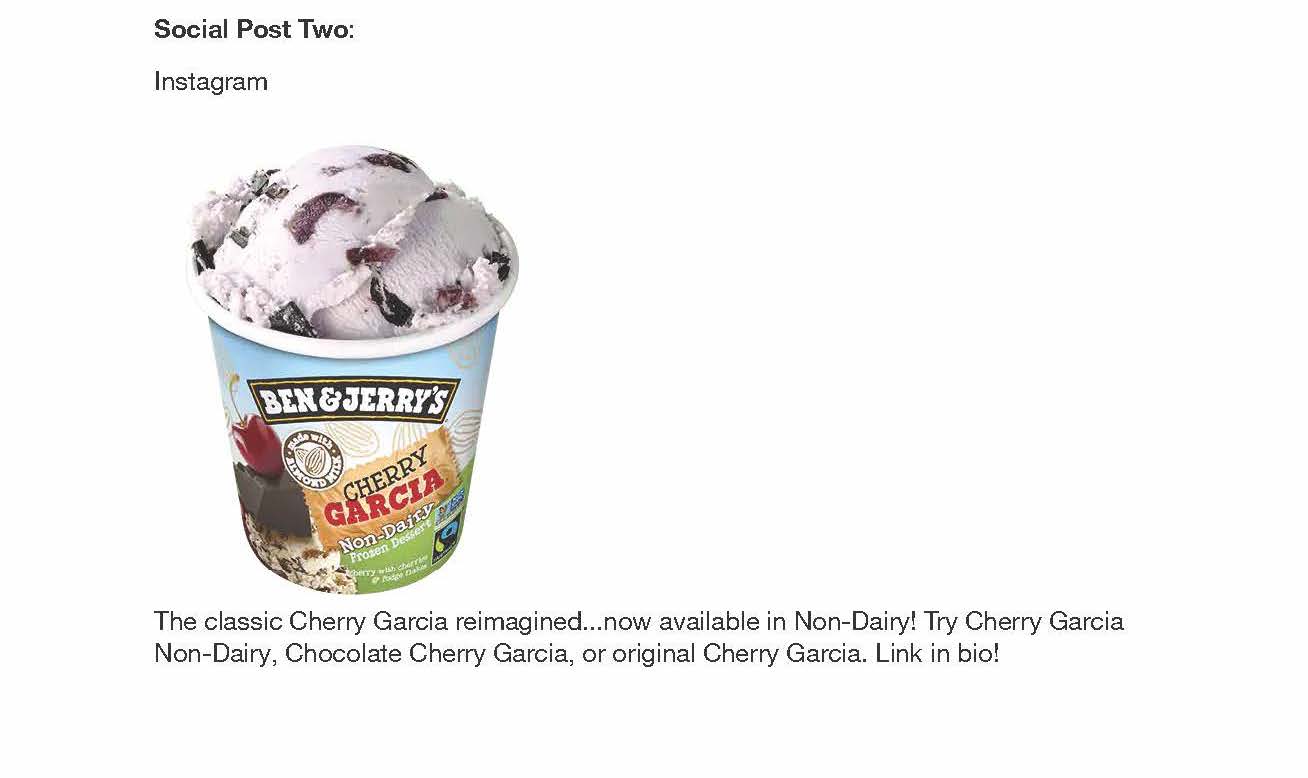 Social Post Two:
Instagram
BEN & JERRY'S
made with
ALMOND MILK
CHERRY
GARCIA
Non-Dairy
Frozen Dessert
cherry with cherries
& fudge flakes
The classic Cherry Garcia reimagined...now available in Non-Dairy! Try Cherry Garcia
Non-Dairy, Chocolate Cherry Garcia, or original Cherry Garcia. Link in bio!